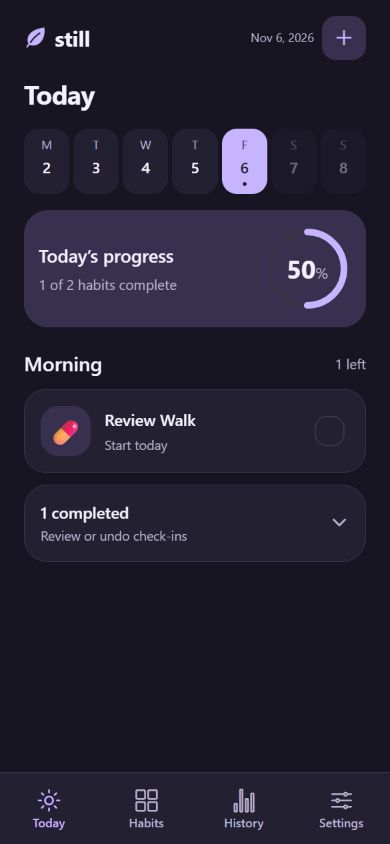 still
Nov 6, 2026
Today
M T W T F S S
2 3 4 5 6 7 8
Today's progress
1 of 2 habits complete
50%
Morning
1 left
Review Walk
Start today
1 completed
Review or undo check-ins
Today Habits History Settings